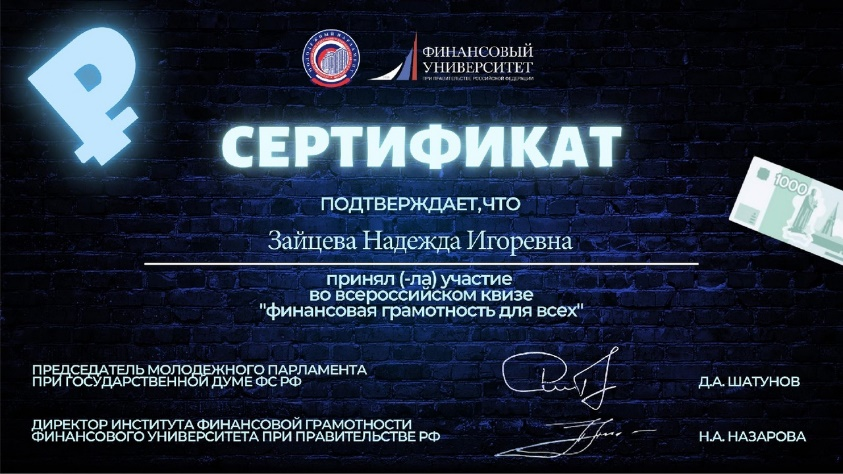 ФИНАНСОВЫЙ
УНИВЕРСИТЕТ
ПРИ ПРАВИТЕЛЬСТВЕ РОССИЙСКОЙ ФЕДЕРАЦИИ
СЕРТИФИКАТ
ПОДТВЕРЖДАЕТ,ЧТО
1000
Зайцева Надежда Игоревна
принял (-ла) участие
во всероссийском квизе
"финансовая грамотность для всех"
ПРЕДСЕДАТЕЛЬ МОЛОДЕЖНОГО ПАРЛАМЕНТА
ПРИ ГОСУДАРСТВЕННОЙ ДУМЕ ФС РФ
Д.А. ШАТУНОВ
ДИРЕКТОР ИНСТИТУТА ФИНАНСОВОЙ ГРАМОТНОСТИ
ФИНАНСОВОГО УНИВЕРСИТЕТА ПРИ ПРАВИТЕЛЬСТВЕ РФ
Н.А. НАЗАРОВА